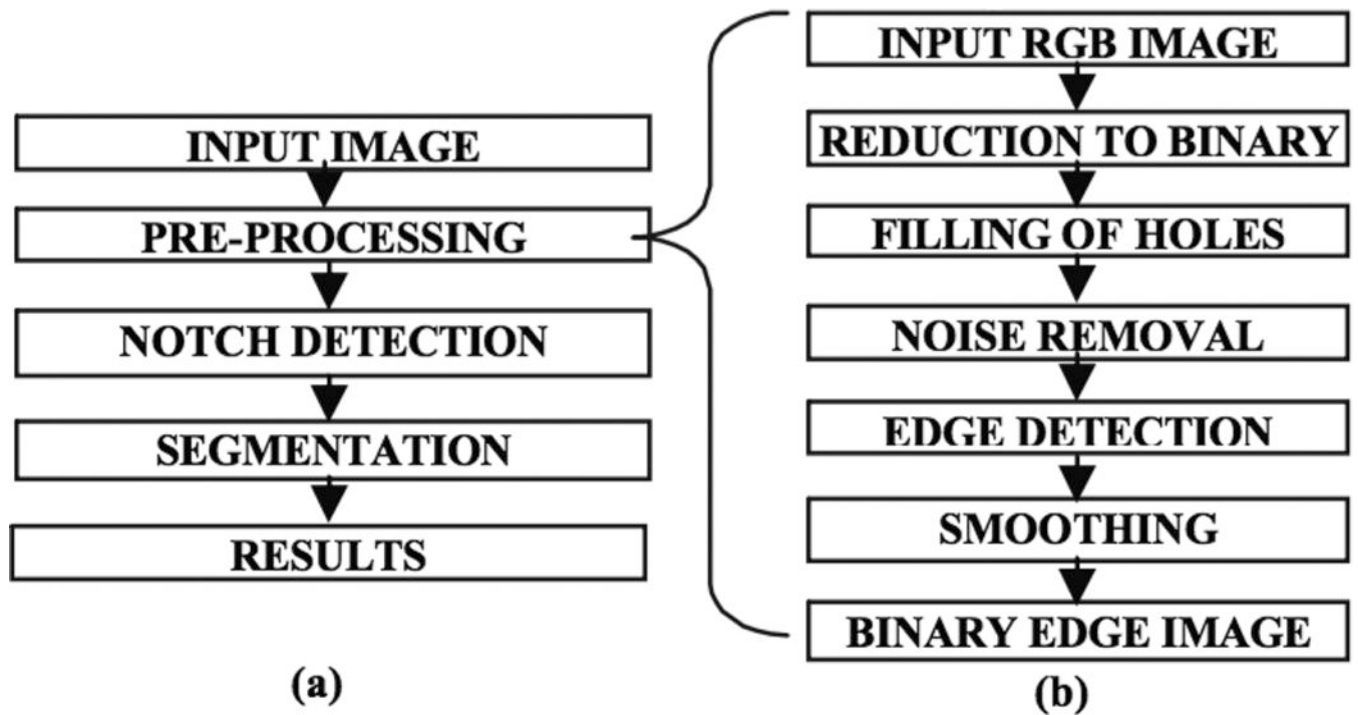 INPUT IMAGE
PRE-PROCESSING
NOTCH DETECTION
SEGMENTATION
RESULTS
(a)
INPUT RGB IMAGE
REDUCTION TO BINARY
FILLING OF HOLES
NOISE REMOVAL
EDGE DETECTION
SMOOTHING
BINARY EDGE IMAGE
(b)